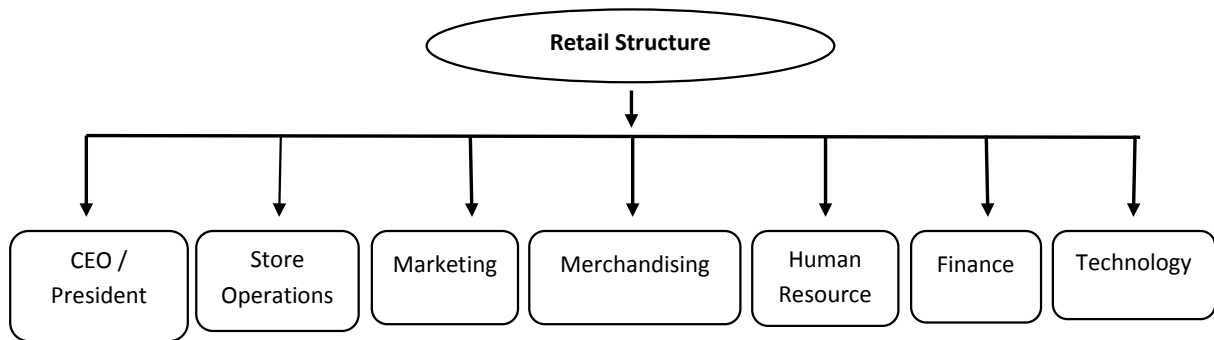 Retail Structure
CEO /
President
Store
Operations
Marketing
Merchandising
Human
Resource
Finance
Technology